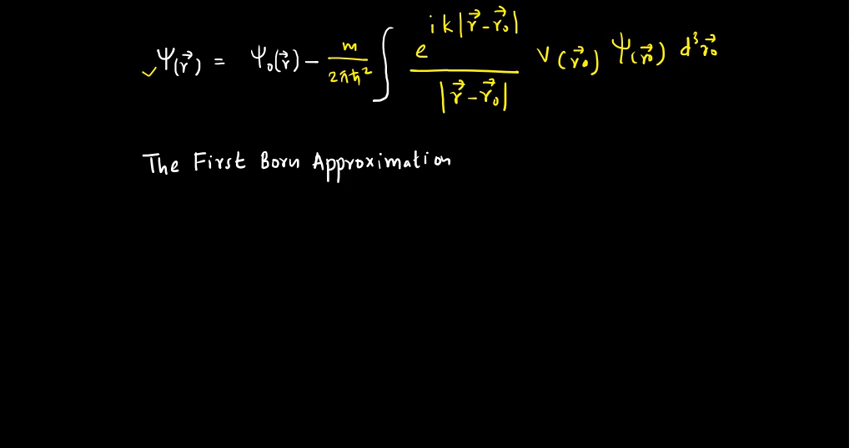 ✓ Ψ(r⃗) = Ψ₀(r⃗) − m/2πħ² ∫ e^{ik|r⃗−r⃗₀|}/|r⃗−r⃗₀| V(r⃗₀) Ψ(r⃗₀) d³r⃗₀
The First Born Approximation